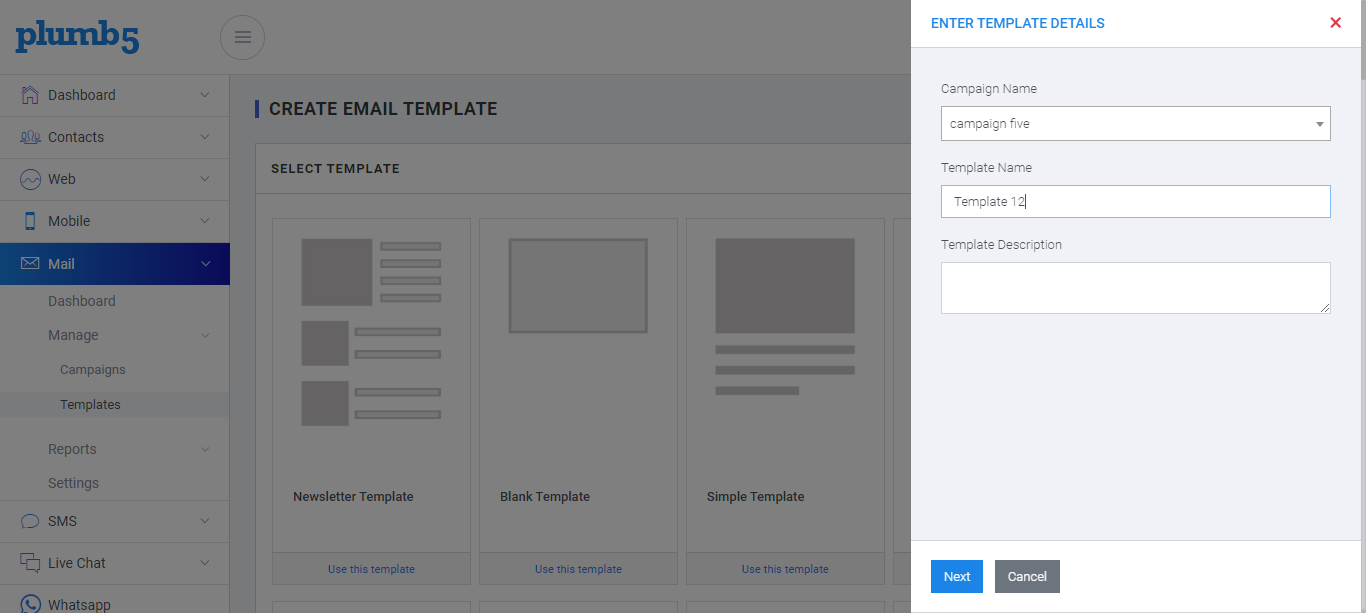 plumb5
Dashboard
Contacts
Web
Mobile
Mail
Dashboard
Manage
Campaigns
Templates
Reports
Settings
SMS
Live Chat
Whatsapp
CREATE EMAIL TEMPLATE
SELECT TEMPLATE
Newsletter Template
Use this template
Blank Template
Use this template
Simple Template
Use this template
ENTER TEMPLATE DETAILS
Campaign Name
campaign five
Template Name
Template 12
Template Description
Next
Cancel